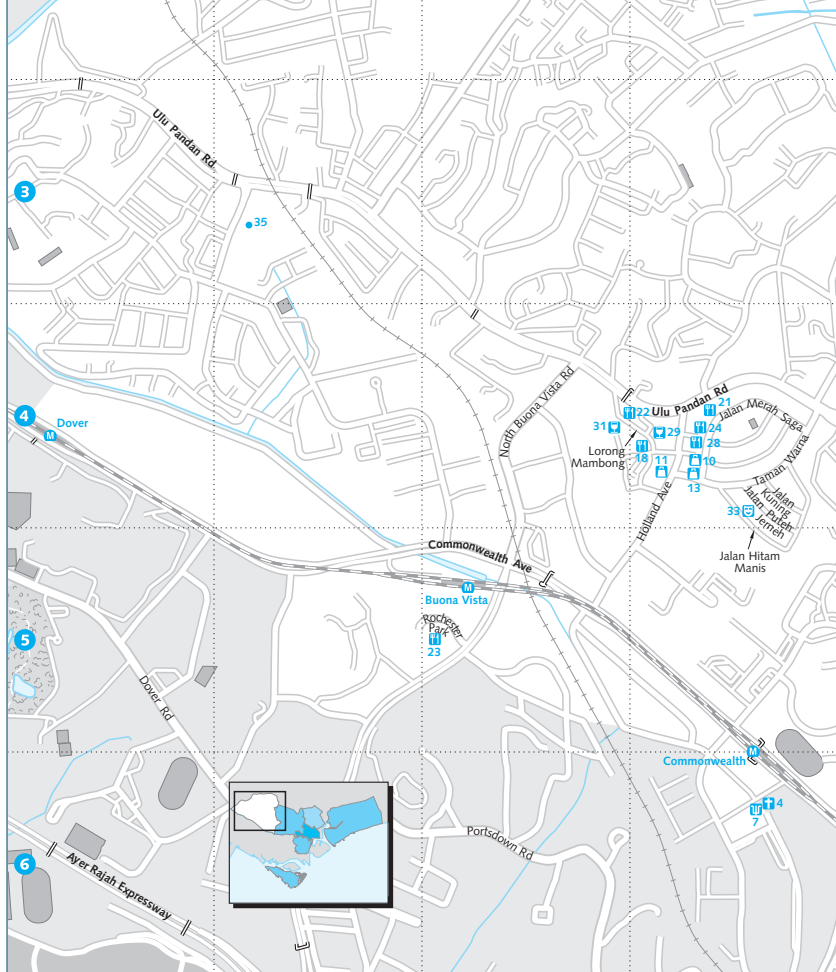 Ulu Pandan Rd
3
35
4
Dover
M
North Buona Vista Rd
22
Ulu Pandan Rd
21
Jalan Merah Saga
31
29
24
28
Lorong
Mambong
18
11
10
13
Taman Warna
Holland Ave
33
Jalan
Kuning
Jalan Puteh
Jerneh
Jalan Hitam
Manis
Commonwealth Ave
M
Buona Vista
Rochester
Park
23
5
Dover Rd
M
Commonwealth
4
7
Portsdown Rd
6
Ayer Rajah Expressway